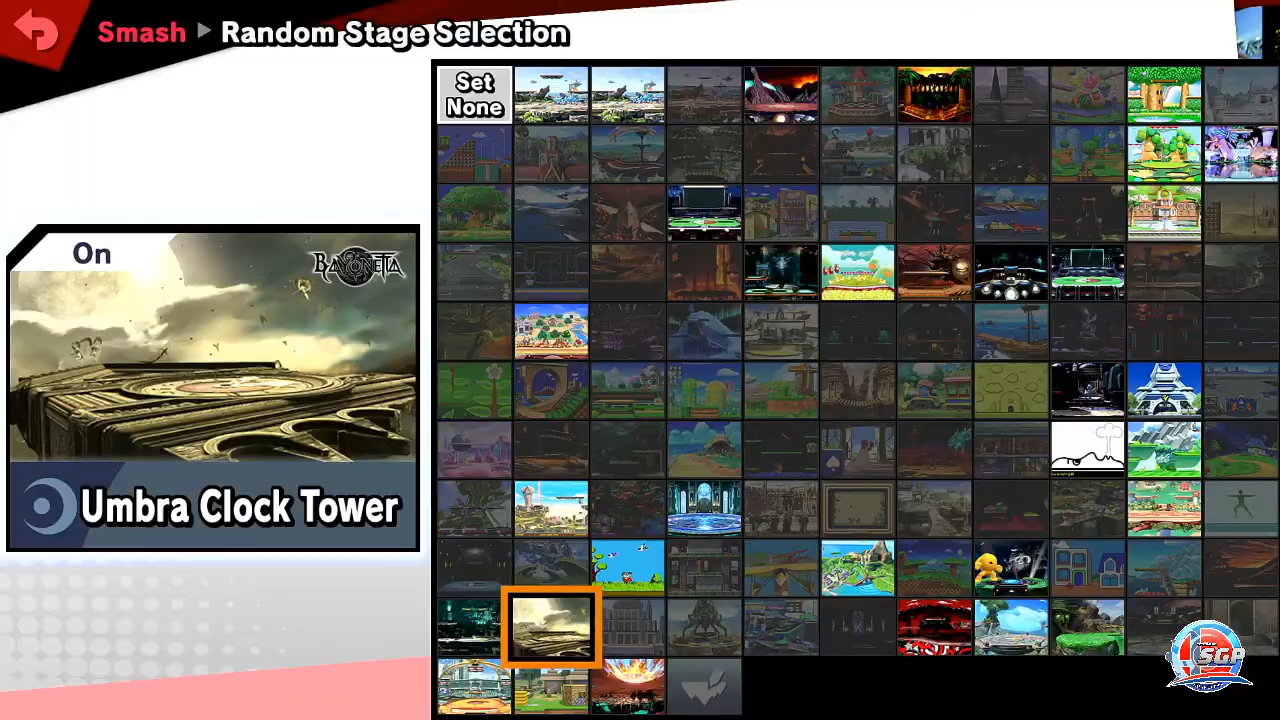 Smash ▶ Random Stage Selection
Set
None
On
BAYONETTA
Umbra Clock Tower
SGP